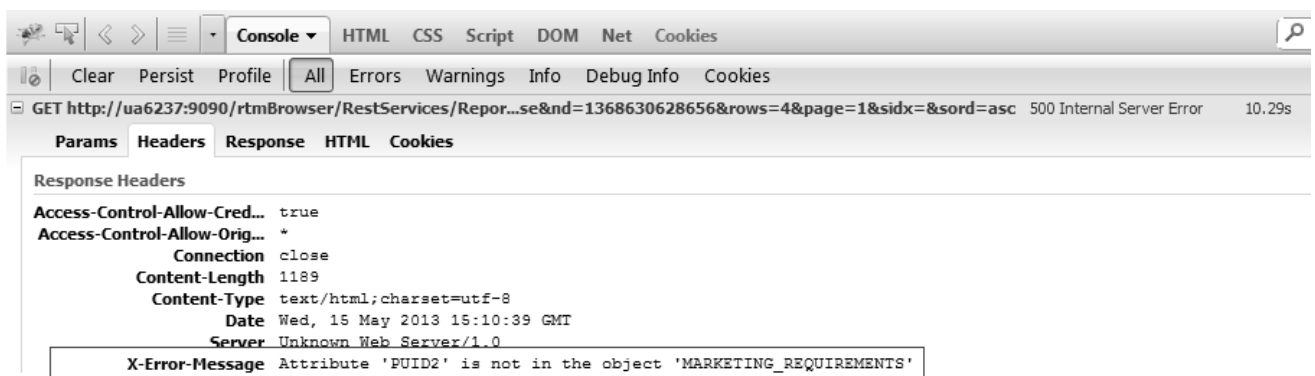 Console ▾ HTML CSS Script DOM Net Cookies
Clear Persist Profile All Errors Warnings Info Debug Info Cookies
GET http://ua6237:9090/rtmBrowser/RestServices/Repor...se&nd=1368630628656&rows=4&page=1&sidx=&sord=asc 500 Internal Server Error 10.29s
Params Headers Response HTML Cookies
Response Headers
Access-Control-Allow-Cred... true
Access-Control-Allow-Orig... *
Connection close
Content-Length 1189
Content-Type text/html;charset=utf-8
Date Wed, 15 May 2013 15:10:39 GMT
Server Unknown Web Server/1.0
X-Error-Message Attribute 'PUID2' is not in the object 'MARKETING_REQUIREMENTS'